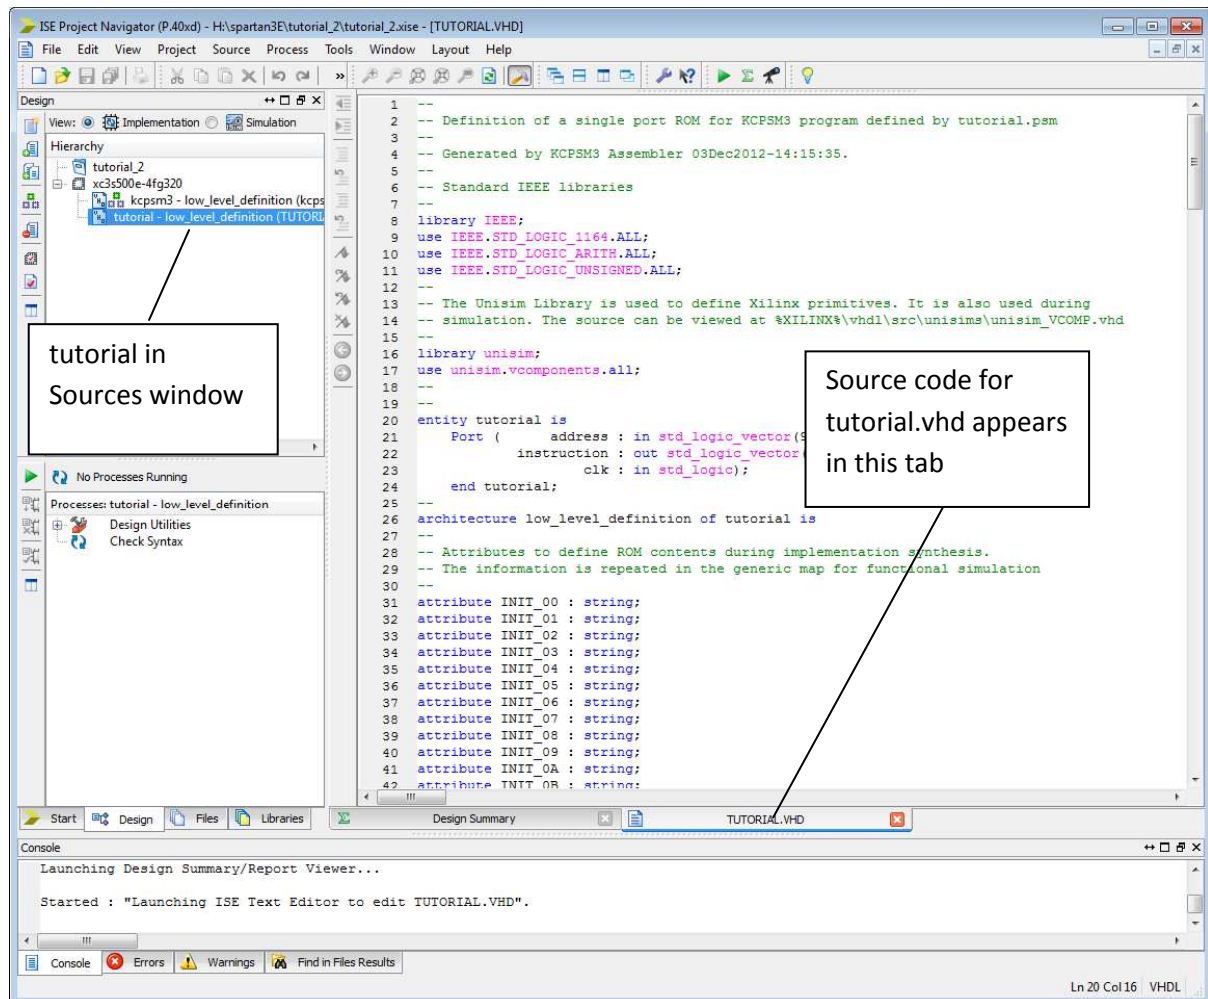 ISE Project Navigator (P.40xd) - H:\spartan3E\tutorial_2\tutorial_2.xise - [TUTORIAL.VHD]
File Edit View Project Source Process Tools Window Layout Help
Design
View: Implementation Simulation
Hierarchy
tutorial_2
xc3s500e-4fg320
kcpsm3 - low_level_definition (kcps
tutorial - low_level_definition (TUTORI
tutorial in
Sources window
No Processes Running
Processes: tutorial - low_level_definition
Design Utilities
Check Syntax
Start Design Files Libraries
1 --
2 -- Definition of a single port ROM for KCPSM3 program defined by tutorial.psm
3 --
4 -- Generated by KCPSM3 Assembler 03Dec2012-14:15:35.
5 --
6 -- Standard IEEE libraries
7 --
8 library IEEE;
9 use IEEE.STD_LOGIC_1164.ALL;
10 use IEEE.STD_LOGIC_ARITH.ALL;
11 use IEEE.STD_LOGIC_UNSIGNED.ALL;
12 --
13 -- The Unisim Library is used to define Xilinx primitives. It is also used during
14 -- simulation. The source can be viewed at %XILINX%\vhdl\src\unisims\unisim_VCOMP.vhd
15 --
16 library unisim;
17 use unisim.vcomponents.all;
18 --
19 --
20 entity tutorial is
21 Port ( address : in std_logic_vector(9
22 instruction : out std_logic_vector(
23 clk : in std_logic);
24 end tutorial;
25 --
26 architecture low_level_definition of tutorial is
27 --
28 -- Attributes to define ROM contents during implementation synthesis.
29 -- The information is repeated in the generic map for functional simulation
30 --
31 attribute INIT_00 : string;
32 attribute INIT_01 : string;
33 attribute INIT_02 : string;
34 attribute INIT_03 : string;
35 attribute INIT_04 : string;
36 attribute INIT_05 : string;
37 attribute INIT_06 : string;
38 attribute INIT_07 : string;
39 attribute INIT_08 : string;
40 attribute INIT_09 : string;
41 attribute INIT_0A : string;
42 attribute INIT_0B : string;
Source code for
tutorial.vhd appears
in this tab
Design Summary TUTORIAL.VHD
Console
Launching Design Summary/Report Viewer...
Started : "Launching ISE Text Editor to edit TUTORIAL.VHD".
Console Errors Warnings Find in Files Results
Ln 20 Col 16 VHDL